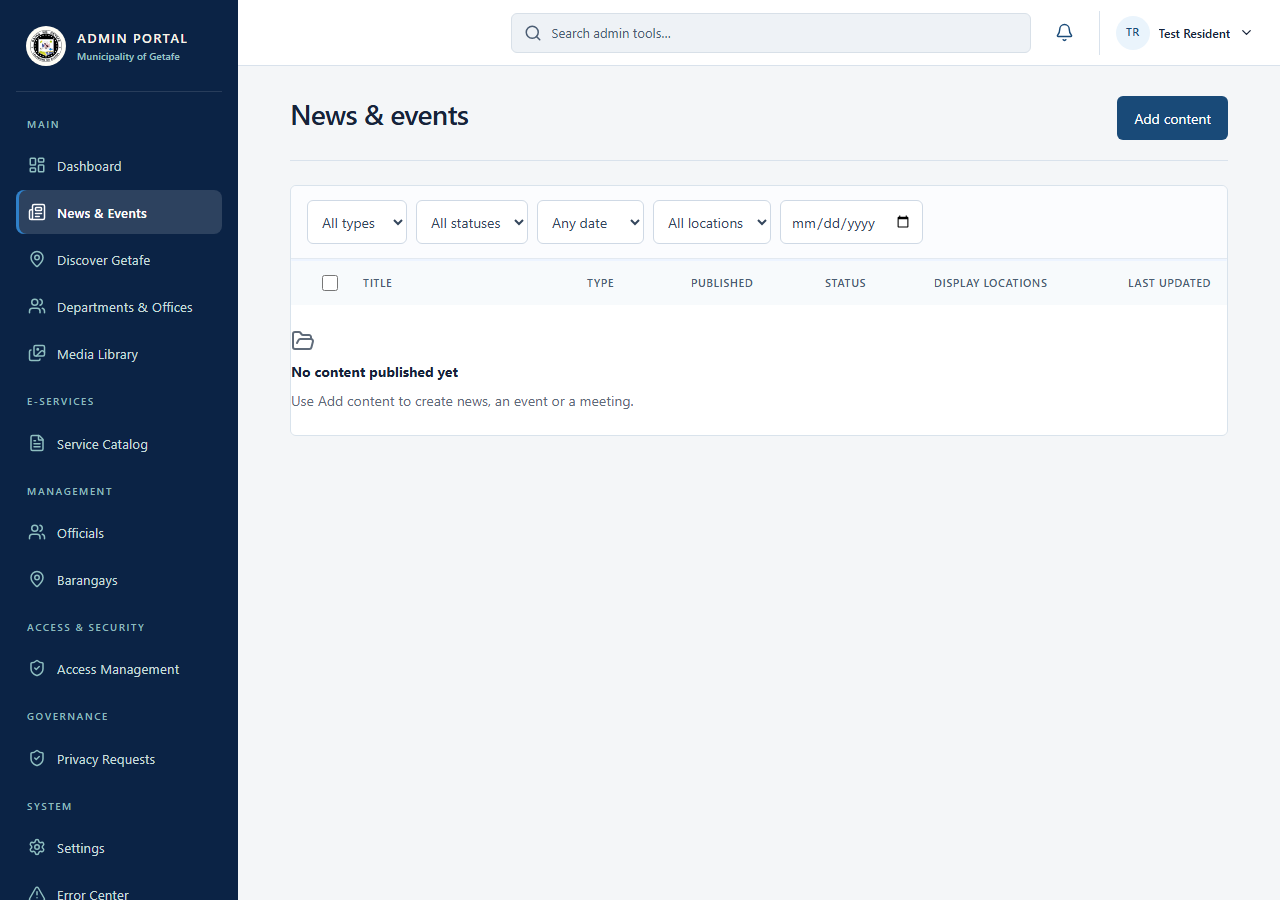 ADMIN PORTAL
Municipality of Getafe
Search admin tools...
TR
Test Resident
MAIN
Dashboard
News & Events
Discover Getafe
Departments & Offices
Media Library
E-SERVICES
Service Catalog
MANAGEMENT
Officials
Barangays
ACCESS & SECURITY
Access Management
GOVERNANCE
Privacy Requests
SYSTEM
Settings
Error Center
News & events
Add content
All types
All statuses
Any date
All locations
mm/dd/yyyy
TITLE TYPE PUBLISHED STATUS DISPLAY LOCATIONS LAST UPDATED
No content published yet
Use Add content to create news, an event or a meeting.